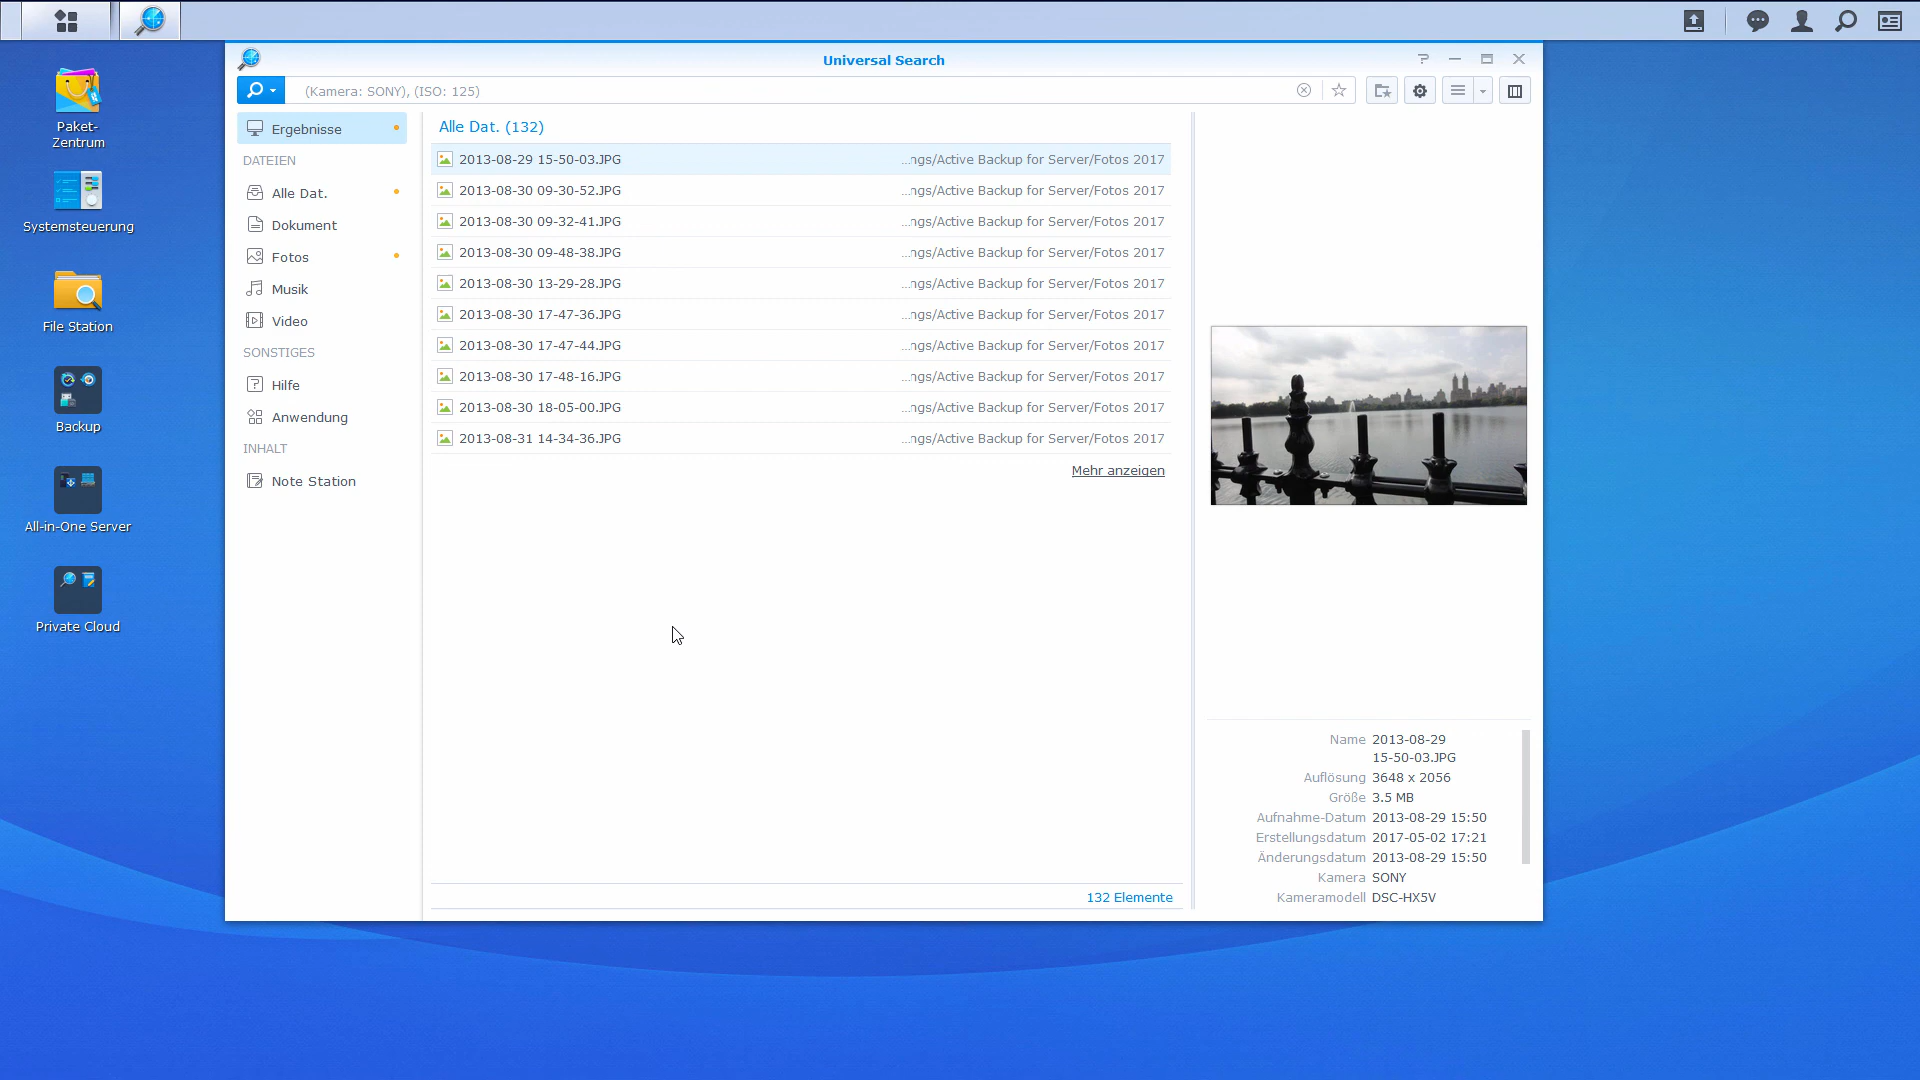 Universal Search
(Kamera: SONY), (ISO: 125)
Paket-
Zentrum
Systemsteuerung
File Station
Backup
All-in-One Server
Private Cloud
Ergebnisse
DATEIEN
Alle Dat.
Dokument
Fotos
Musik
Video
SONSTIGES
Hilfe
Anwendung
INHALT
Note Station
Alle Dat. (132)
2013-08-29 15-50-03.JPG ...ngs/Active Backup for Server/Fotos 2017
2013-08-30 09-30-52.JPG ...ngs/Active Backup for Server/Fotos 2017
2013-08-30 09-32-41.JPG ...ngs/Active Backup for Server/Fotos 2017
2013-08-30 09-48-38.JPG ...ngs/Active Backup for Server/Fotos 2017
2013-08-30 13-29-28.JPG ...ngs/Active Backup for Server/Fotos 2017
2013-08-30 17-47-36.JPG ...ngs/Active Backup for Server/Fotos 2017
2013-08-30 17-47-44.JPG ...ngs/Active Backup for Server/Fotos 2017
2013-08-30 17-48-16.JPG ...ngs/Active Backup for Server/Fotos 2017
2013-08-30 18-05-00.JPG ...ngs/Active Backup for Server/Fotos 2017
2013-08-31 14-34-36.JPG ...ngs/Active Backup for Server/Fotos 2017
Mehr anzeigen
132 Elemente
Name 2013-08-29
15-50-03.JPG
Auflösung 3648 x 2056
Größe 3.5 MB
Aufnahme-Datum 2013-08-29 15:50
Erstellungsdatum 2017-05-02 17:21
Änderungsdatum 2013-08-29 15:50
Kamera SONY
Kameramodell DSC-HX5V